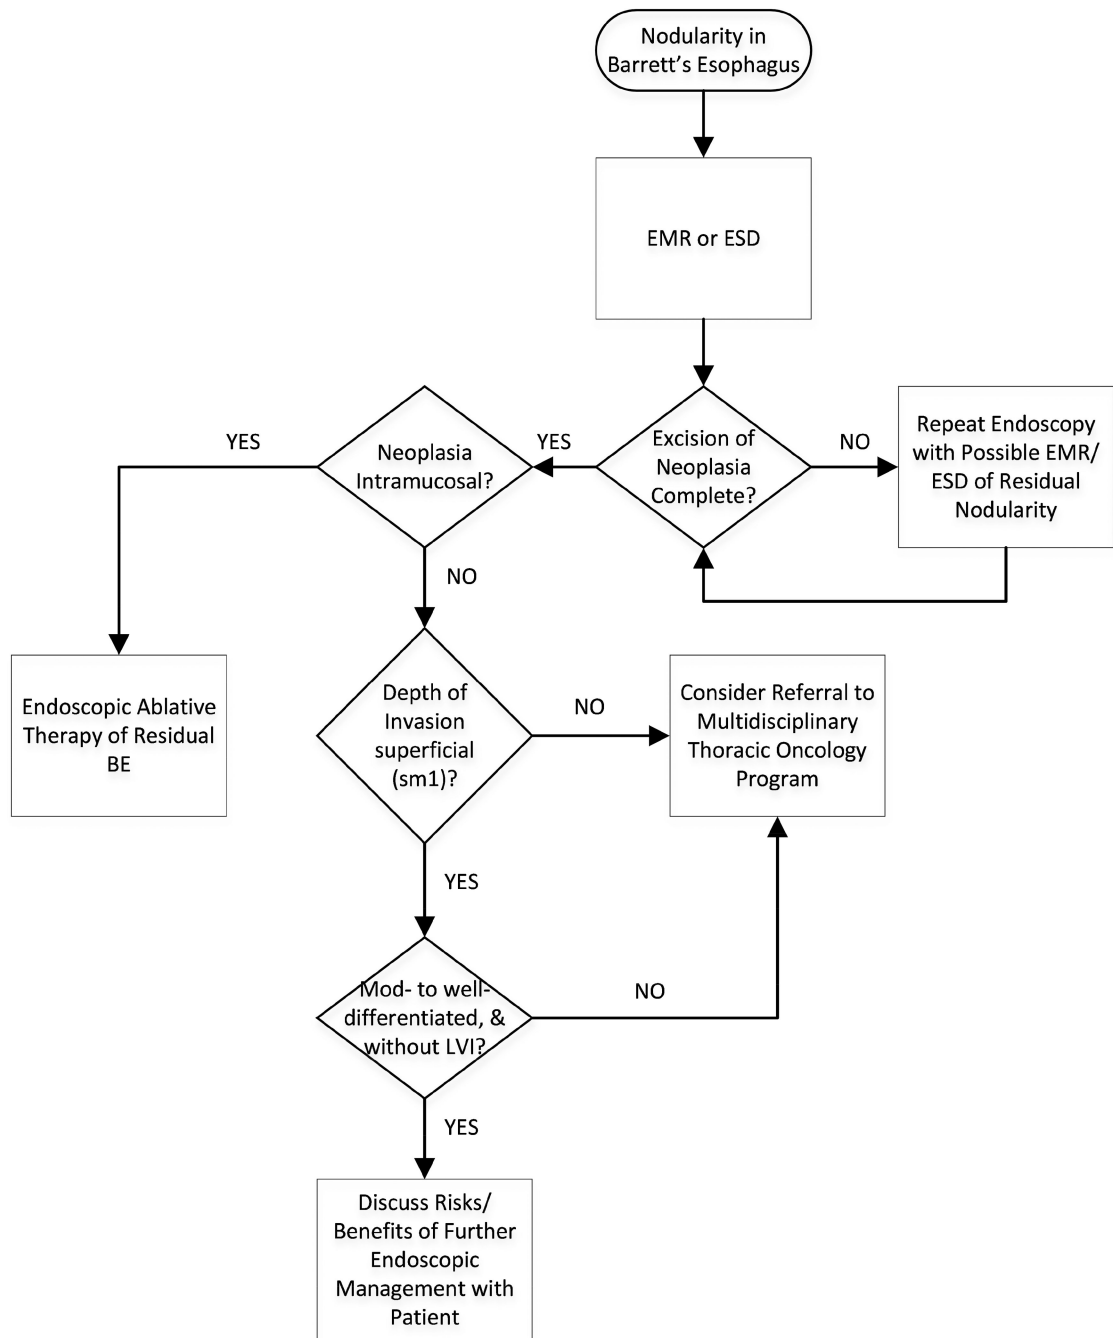 Nodularity in
Barrett’s Esophagus
EMR or ESD
Excision of
Neoplasia
Complete?
NO
Repeat Endoscopy
with Possible EMR/
ESD of Residual
Nodularity
YES
Neoplasia
Intramucosal?
YES
Endoscopic Ablative
Therapy of Residual
BE
NO
Depth of
Invasion
superficial
(sm1)?
NO
Consider Referral to
Multidisciplinary
Thoracic Oncology
Program
YES
Mod- to well-
differentiated, &
without LVI?
NO
YES
Discuss Risks/
Benefits of Further
Endoscopic
Management with
Patient